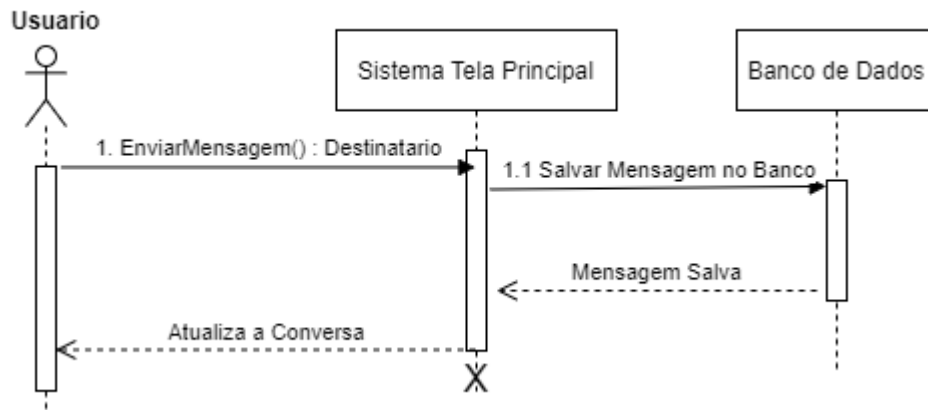 Usuario
Sistema Tela Principal
Banco de Dados
1. EnviarMensagem() : Destinatario
1.1 Salvar Mensagem no Banco
Mensagem Salva
Atualiza a Conversa
X